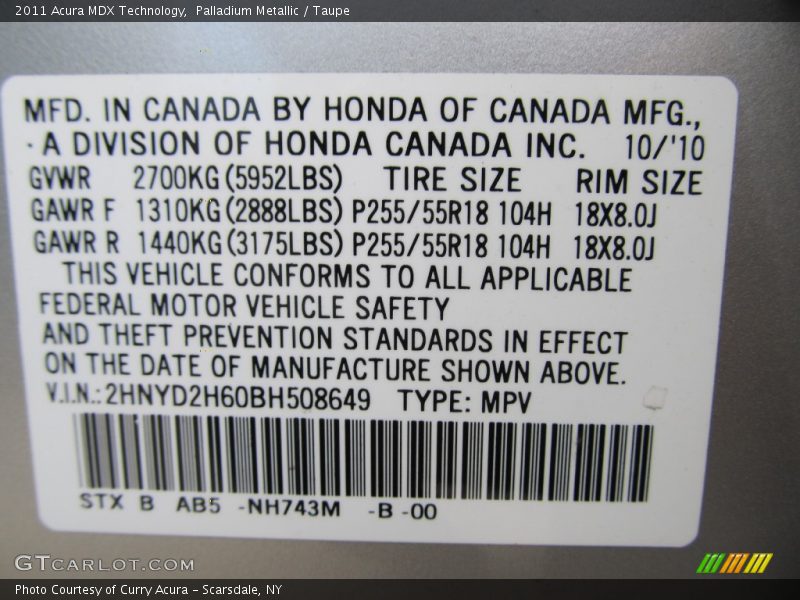 2011 Acura MDX Technology, Palladium Metallic / Taupe
MFD. IN CANADA BY HONDA OF CANADA MFG.,
A DIVISION OF HONDA CANADA INC. 10/'10
GVWR 2700KG(5952LBS) TIRE SIZE RIM SIZE
GAWR F 1310KG(2888LBS) P255/55R18 104H 18X8.0J
GAWR R 1440KG(3175LBS) P255/55R18 104H 18X8.0J
THIS VEHICLE CONFORMS TO ALL APPLICABLE
FEDERAL MOTOR VEHICLE SAFETY
AND THEFT PREVENTION STANDARDS IN EFFECT
ON THE DATE OF MANUFACTURE SHOWN ABOVE.
V.I.N.:2HNYD2H60BH508649 TYPE: MPV
STX B AB5 -NH743M -B -00
GTCARLOT.COM
Photo Courtesy of Curry Acura - Scarsdale, NY